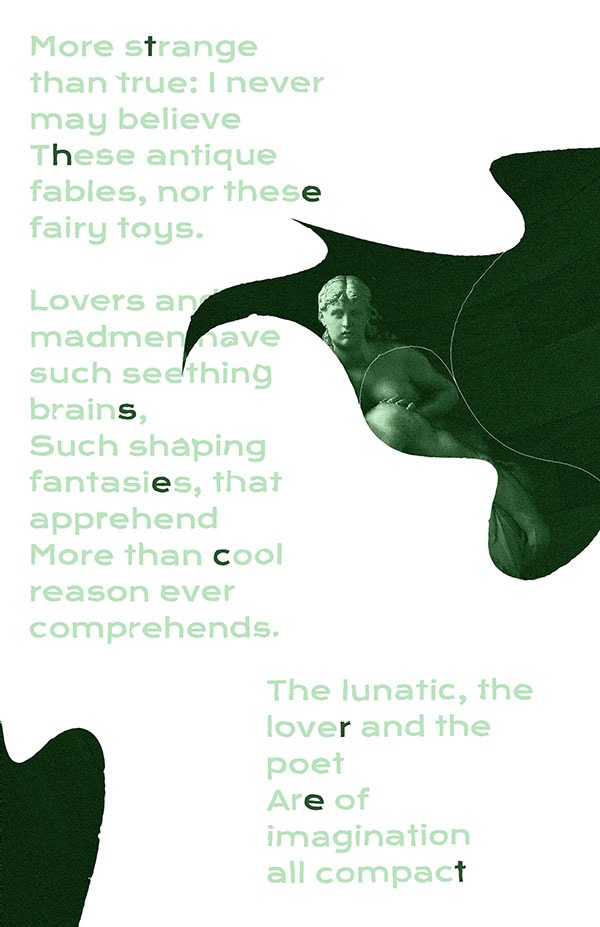 More strange
than true: I never
may believe
These antique
fables, nor these
fairy toys.
Lovers and
madmen have
such seething
brains,
Such shaping
fantasies, that
apprehend
More than cool
reason ever
comprehends.
The lunatic, the
lover and the
poet
Are of
imagination
all compact